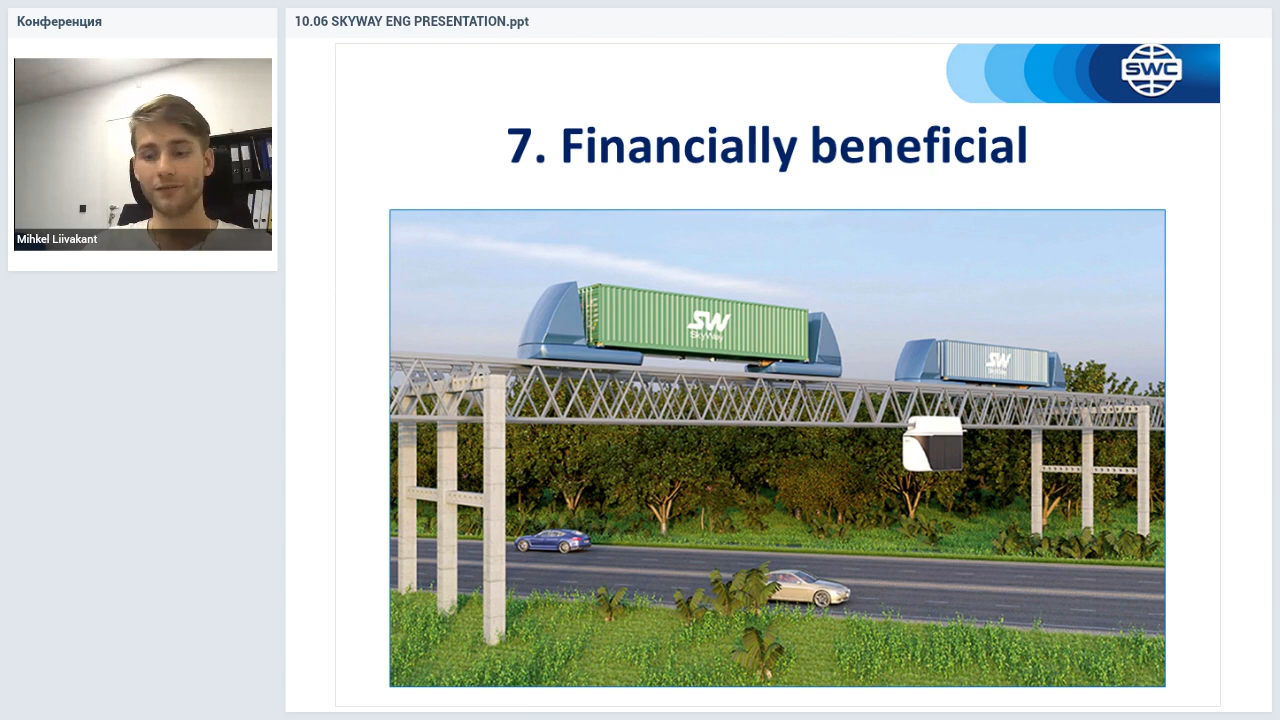 Конференция
10.06 SKYWAY ENG PRESENTATION.ppt
Mihkel Liivakant
SWC
7. Financially beneficial
SW
SkyWay
SW